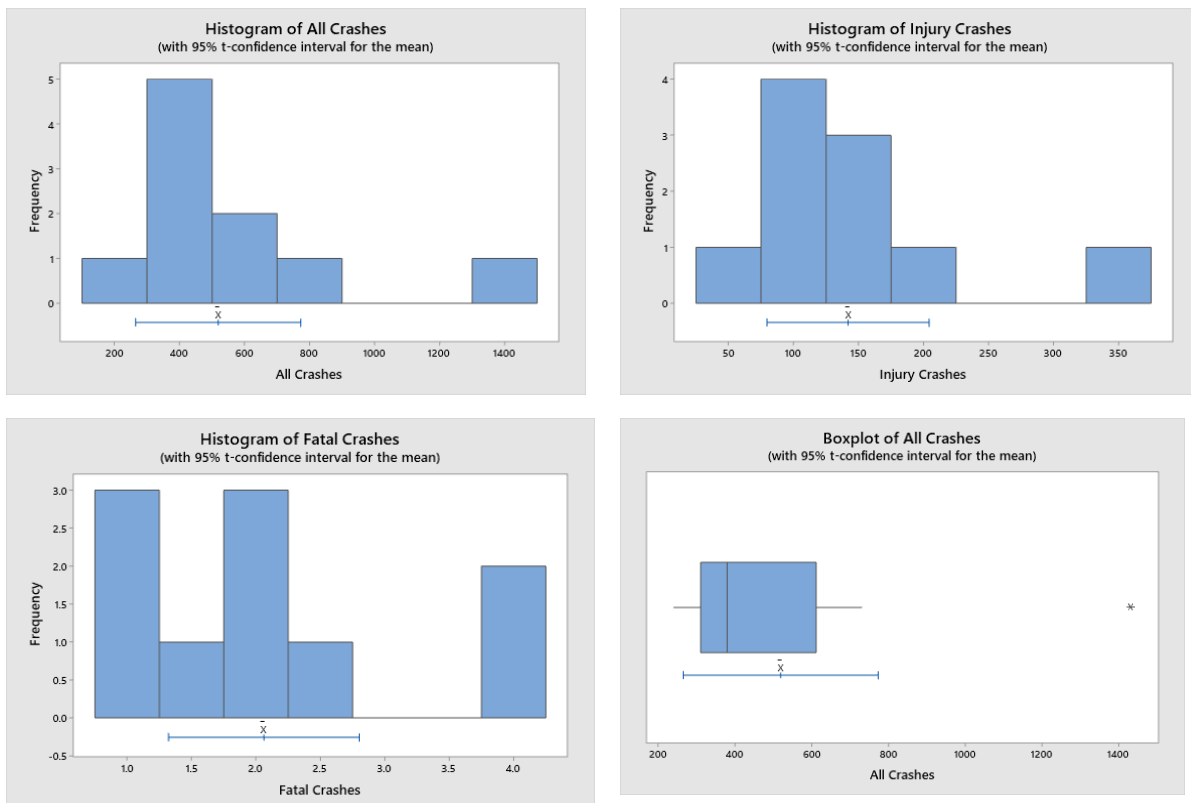 Histogram of All Crashes
(with 95% t-confidence interval for the mean)
Frequency
5
4
3
2
1
0
x̄
200 400 600 800 1000 1200 1400
All Crashes
Histogram of Injury Crashes
(with 95% t-confidence interval for the mean)
Frequency
4
3
2
1
0
x̄
50 100 150 200 250 300 350
Injury Crashes
Histogram of Fatal Crashes
(with 95% t-confidence interval for the mean)
Frequency
3.0
2.5
2.0
1.5
1.0
0.5
0.0
-0.5
x̄
1.0 1.5 2.0 2.5 3.0 3.5 4.0
Fatal Crashes
Boxplot of All Crashes
(with 95% t-confidence interval for the mean)
x̄
200 400 600 800 1000 1200 1400
All Crashes